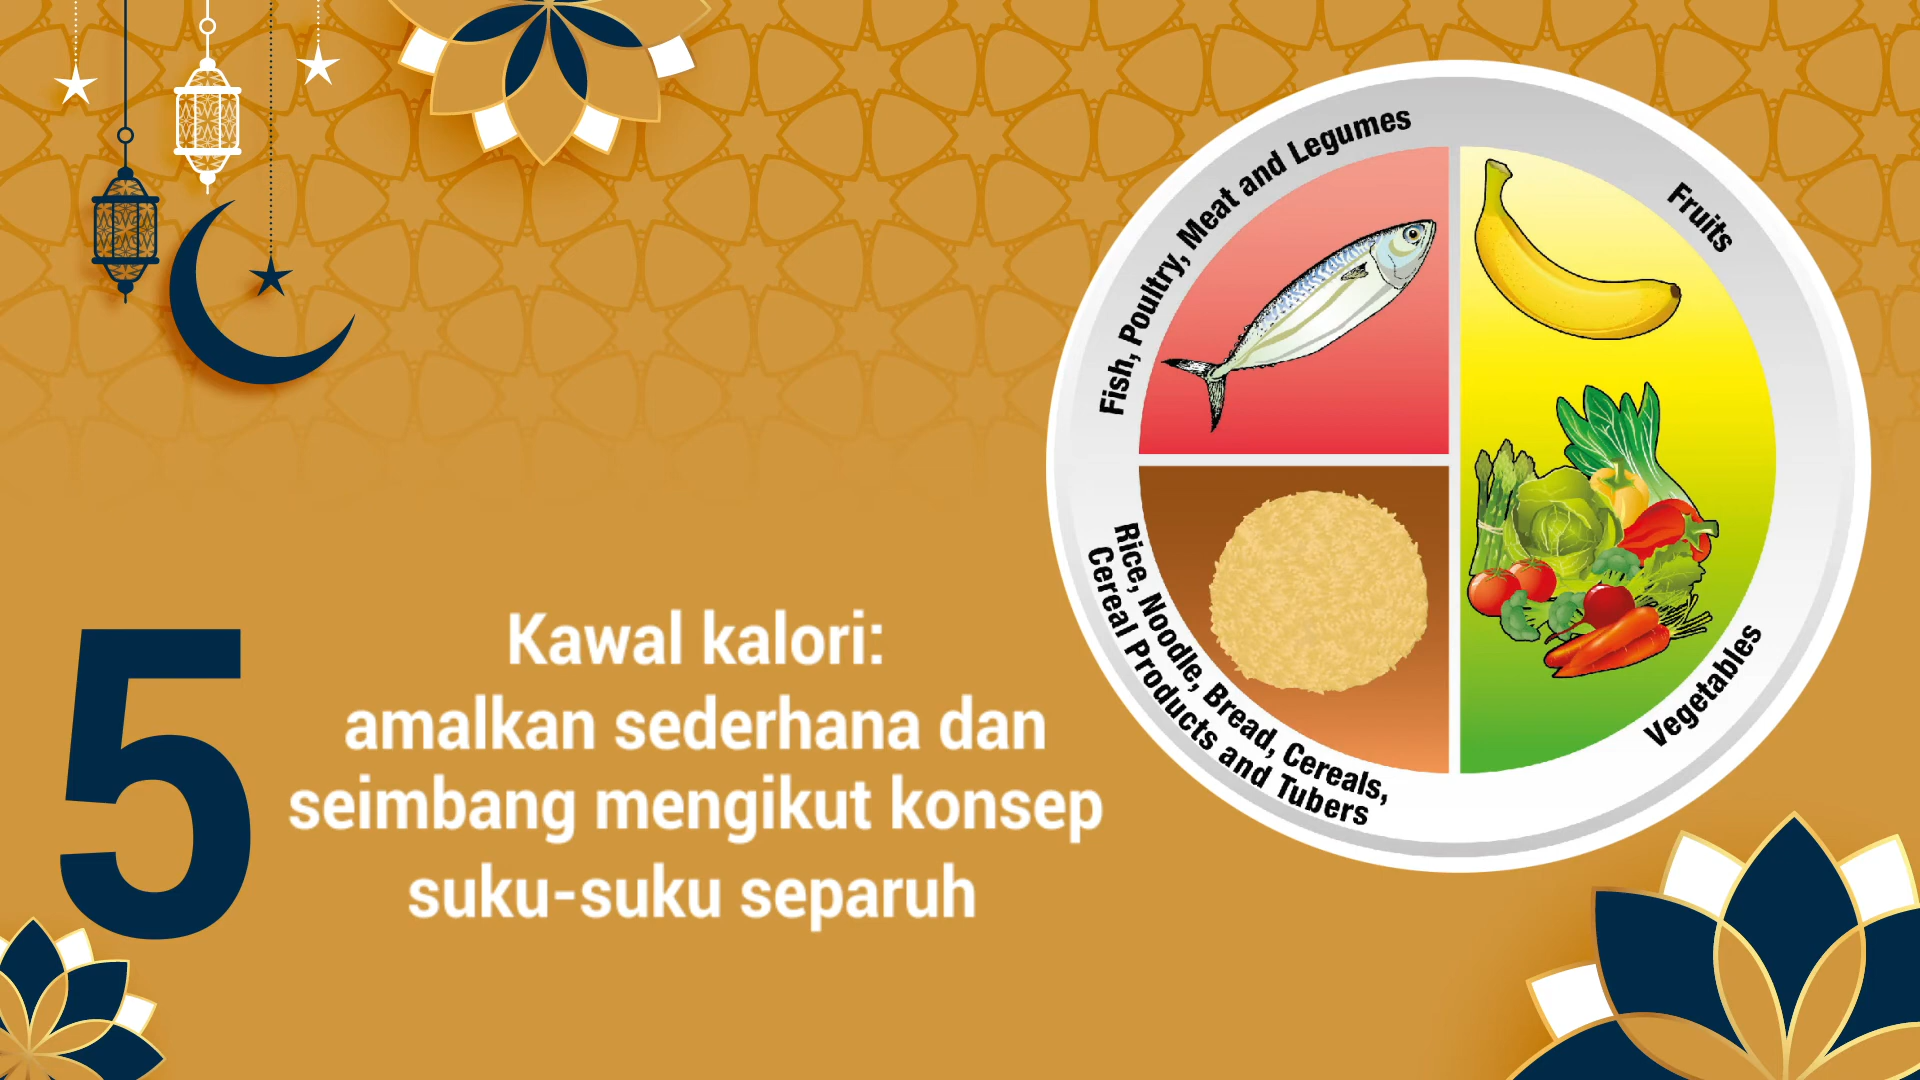 5
Kawal kalori:
amalkan sederhana dan
seimbang mengikut konsep
suku-suku separuh
Fish, Poultry, Meat and Legumes
Fruits
Rice, Noodle, Bread, Cereals,
Cereal Products and Tubers
Vegetables